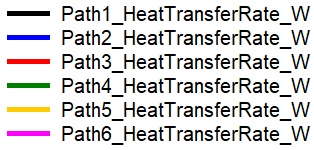 Path1_HeatTransferRate_W
Path2_HeatTransferRate_W
Path3_HeatTransferRate_W
Path4_HeatTransferRate_W
Path5_HeatTransferRate_W
Path6_HeatTransferRate_W